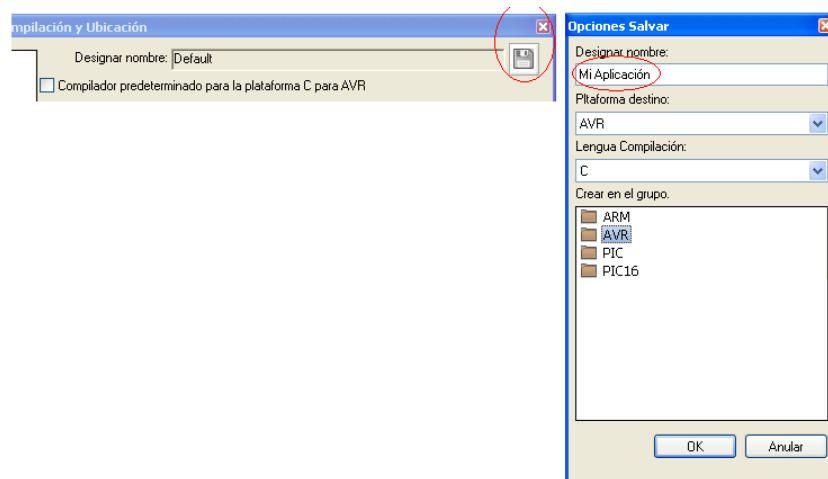 mpilación y Ubicación
Designar nombre: Default
Compilador predeterminado para la plataforma C para AVR
Opciones Salvar
Designar nombre:
Mi Aplicación
Pltaforma destino:
AVR
Lengua Compilación:
C
Crear en el grupo.
ARM
AVR
PIC
PIC16
OK Anular